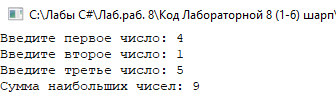 C:\Лабы C#\Лаб.раб. 8\Код Лабораторной 8 (1-6) шарп\
Введите первое число: 4
Введите второе число: 1
Введите третье число: 5
Сумма наибольших чисел: 9